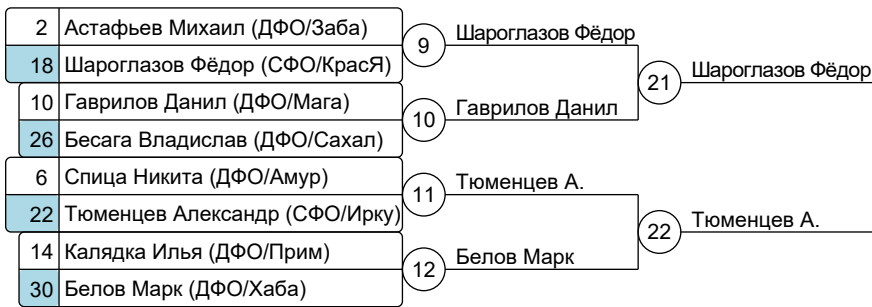 2 Астафьев Михаил (ДФО/Заба)
18 Шароглазов Фёдор (СФО/КрасЯ)
9 Шароглазов Фёдор
10 Гаврилов Данил (ДФО/Мага)
26 Бесага Владислав (ДФО/Сахал)
10 Гаврилов Данил
21 Шароглазов Фёдор
6 Спица Никита (ДФО/Амур)
22 Тюменцев Александр (СФО/Ирку)
11 Тюменцев А.
14 Калядка Илья (ДФО/Прим)
30 Белов Марк (ДФО/Хаба)
12 Белов Марк
22 Тюменцев А.